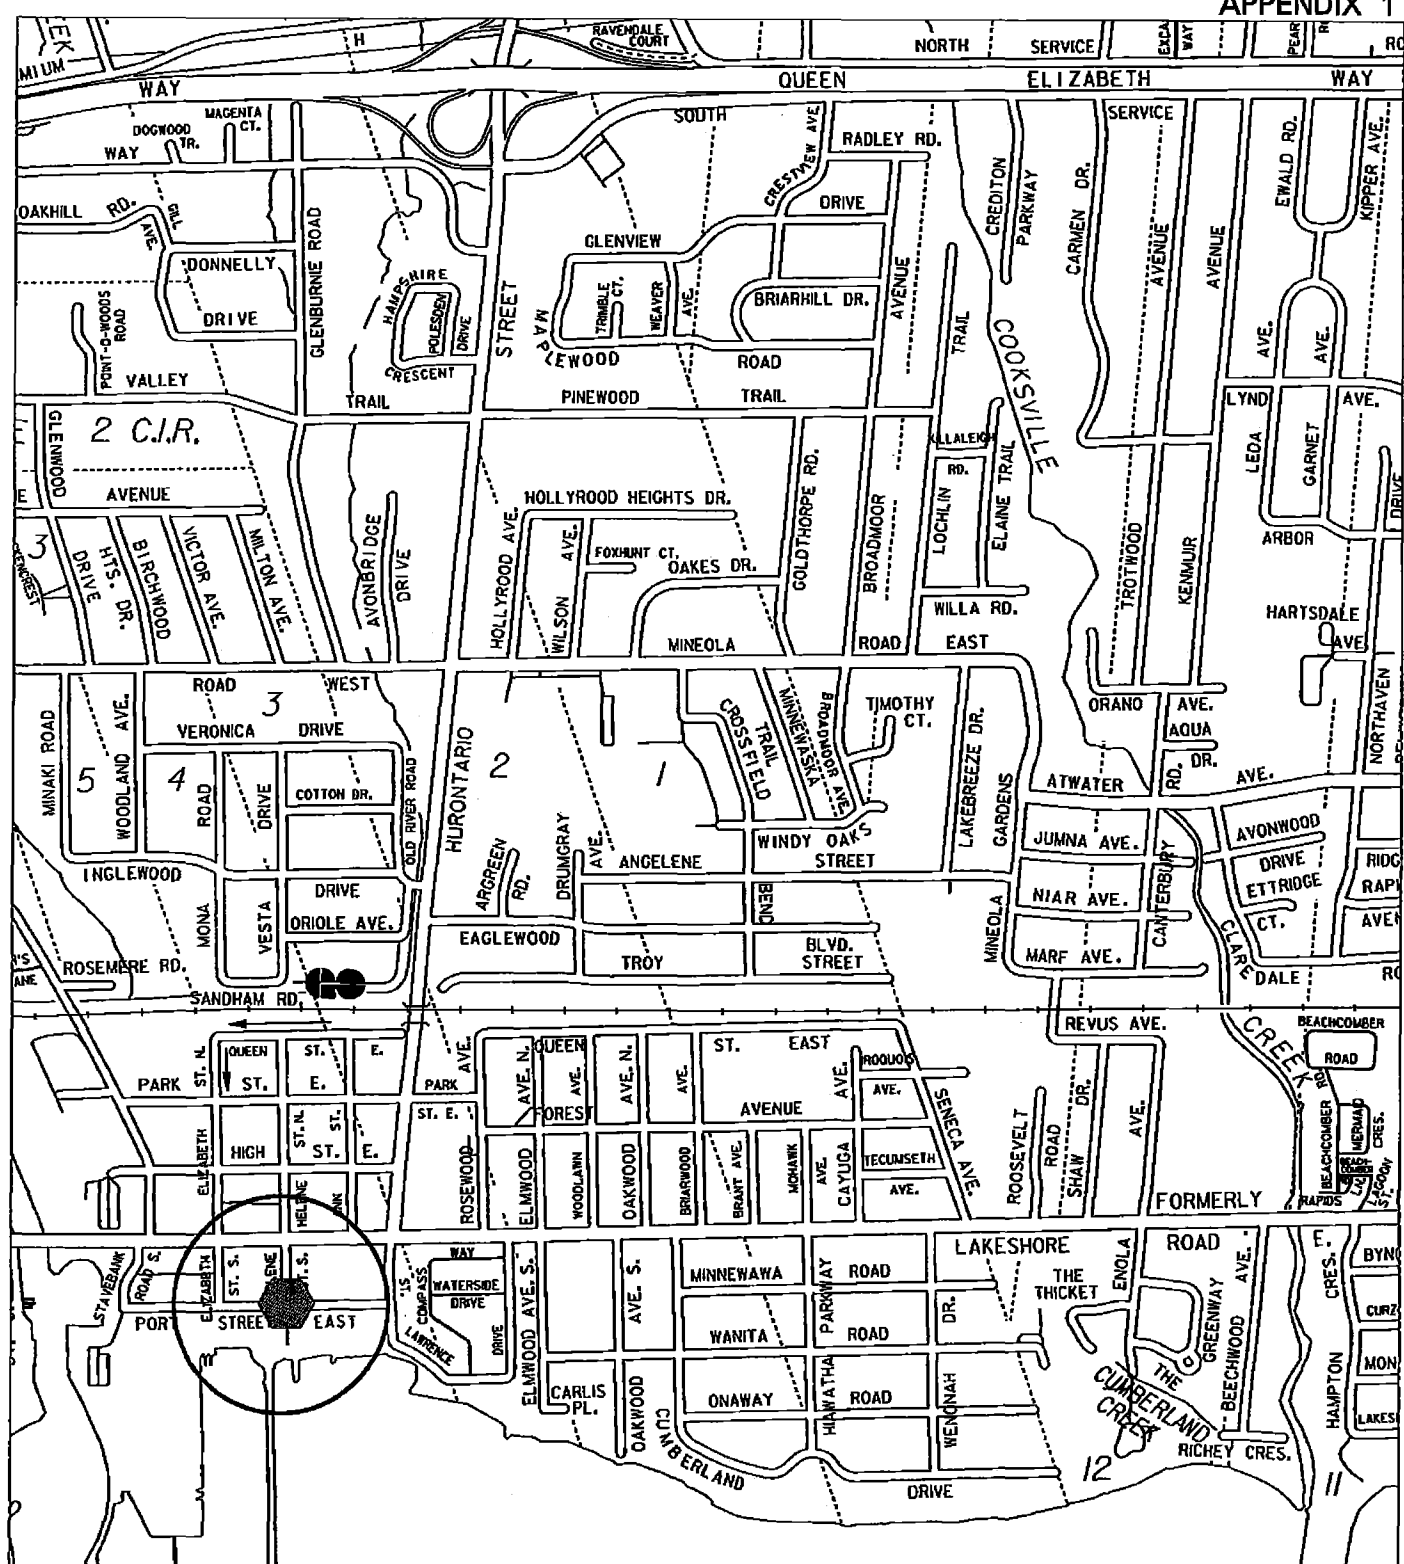 APPENDIX 1
RAVENDALE
COURT
H
NORTH
SERVICE
WAY
QUEEN
ELIZABETH
WAY
MAGENTA
CT.
DOGWOOD
TR.
WAY
SOUTH
SERVICE
CRESTVIEW AVE.
RADLEY RD.
EWALD RD.
KIPPER AVE.
OAKHILL RD.
GILL
AVE.
GLENBURNIE ROAD
DRIVE
CREDITON
PARKWAY
CARMEN DR.
AVENUE
AVENUE
GLENVIEW
DONNELLY
DRIVE
HAMPSHIRE
POLESDEN
DRIVE
CRESCENT
STREET
MAPLEWOOD
TRIMBLE
CT.
WEAVER
AVE.
BRIARHILL DR.
AVENUE
ROAD
TRAIL
COOKSVILLE
POINT-O-WOODS
ROAD
VALLEY
TRAIL
PINEWOOD
TRAIL
LYND
AVE.
AVE.
AVE.
GLENWOOD
2 C.I.R.
LEDA
GARNET
KILLALEIGH
RD.
ELAINE TRAIL
LOCHLIN
AVENUE
HOLLYROOD HEIGHTS DR.
GOLDTHORPE RD.
BROADMOOR
DRIVE
ARBOR
3
DRIVE
HTS. DR.
BIRCHWOOD
VICTOR AVE.
MILTON AVE.
AVONBRIDGE
DRIVE
HOLLYROOD AVE.
WILSON
AVE.
FOXHUNT CT.
OAKES DR.
TROTWOOD
KENMUIR
WILLA RD.
HARTSDALE
AVE.
MINEOLA
ROAD
EAST
ROAD
WEST
3
MINAKI ROAD
WOODLAND AVE.
VERONICA DRIVE
5
4
ROAD
DRIVE
COTTON DR.
OLD RIVER ROAD
HURONTARIO
2
1
CROSSFIELD
TRAIL
MINNEWASKA
BROADMOOR AVE.
TIMOTHY
CT.
LAKEBREEZE DR.
GARDENS
ORANO
AVE.
AQUA
DR.
RD.
NORTHAVEN
ATWATER
AVE.
WINDY OAKS
JUMNA AVE.
AVONWOOD
DRIVE
INGLEWOOD
DRIVE
ARGREEN
RD.
DRUMGRAY
AVE.
ANGELENE
STREET
ETTRIDGE
CT.
NIAR AVE.
CANTERBURY
MONA
VESTA
ORIOLE AVE.
BEND
EAGLEWOOD
BLVD.
MINEOLA
MARF AVE.
CLARE
DALE
ROSEMERE RD.
SANDHAM RD.
GO
TROY
STREET
REVUS AVE.
CREEK
BEACHCOMBER
ROAD
QUEEN ST. E.
ST. N.
PARK ST. E.
PARK
ST. E.
AVE.
QUEEN
ST. EAST
AVE. N.
AVE.
AVE. N.
AVE.
AVE.
IROQUOIS
AVE.
FOREST
AVENUE
SENECA AVE.
ROOSEVELT
ROAD
SHAW
DR.
AVE.
BEACHCOMBER
RD.
MERMAID
CRES.
ELIZABETH
HIGH ST. E.
ST. N.
ST.
HELENE
ROSEWOOD
ELMWOOD
WOODLAWN
OAKWOOD
BRIARWOOD
BRANT AVE.
MOHAWK
AVE.
CAYUGA
TECUMSETH
AVE.
LAGOON
ST.
RAPIDS
FORMERLY
LAKESHORE
ROAD
E.
STAVEBANK
ROAD S.
ELIZABETH
ST. S.
PORT
EAST
ST.
COMPASS
WAY
WATERSIDE
DRIVE
LAWRENCE
DRIVE
ELMWOOD AVE. S.
AVE. S.
MINNEWAWA
ROAD
PARKWAY
WANITA
ROAD
HIAWATHA
DR.
THE
THICKET
ENOLA
GREENWAY
THE
AVE.
BEECHWOOD
CRES.
HAMPTON
CARLIS
PL.
OAKWOOD
ONAWAY
ROAD
WENONAH
CUMBERLAND
CREEK
CUMBERLAND
DRIVE
RICHEY CRES.
12
11